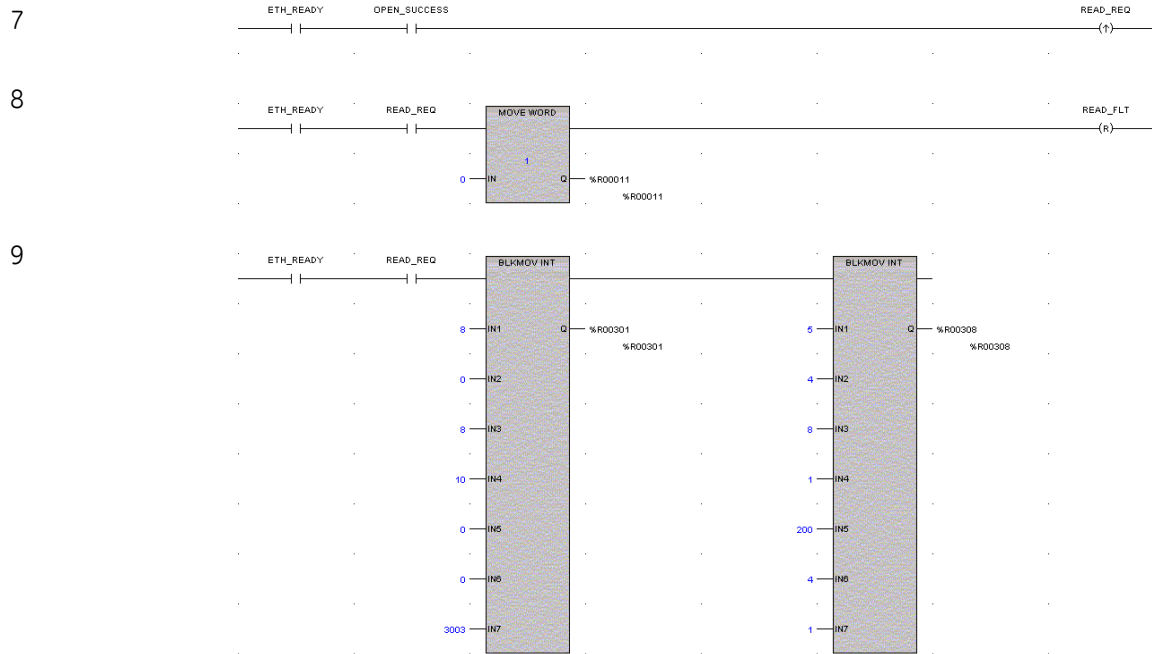 7
ETH_READY OPEN_SUCCESS READ_REQ
(↑)
8
ETH_READY READ_REQ MOVE WORD READ_FLT
(R)
1
0 IN Q %R00011
%R00011
9
ETH_READY READ_REQ BLKMOV INT BLKMOV INT
8 IN1 Q %R00301 5 IN1 Q %R00308
%R00301 %R00308
0 IN2 4 IN2
8 IN3 8 IN3
10 IN4 1 IN4
0 IN5 200 IN5
0 IN6 4 IN6
3003 IN7 1 IN7